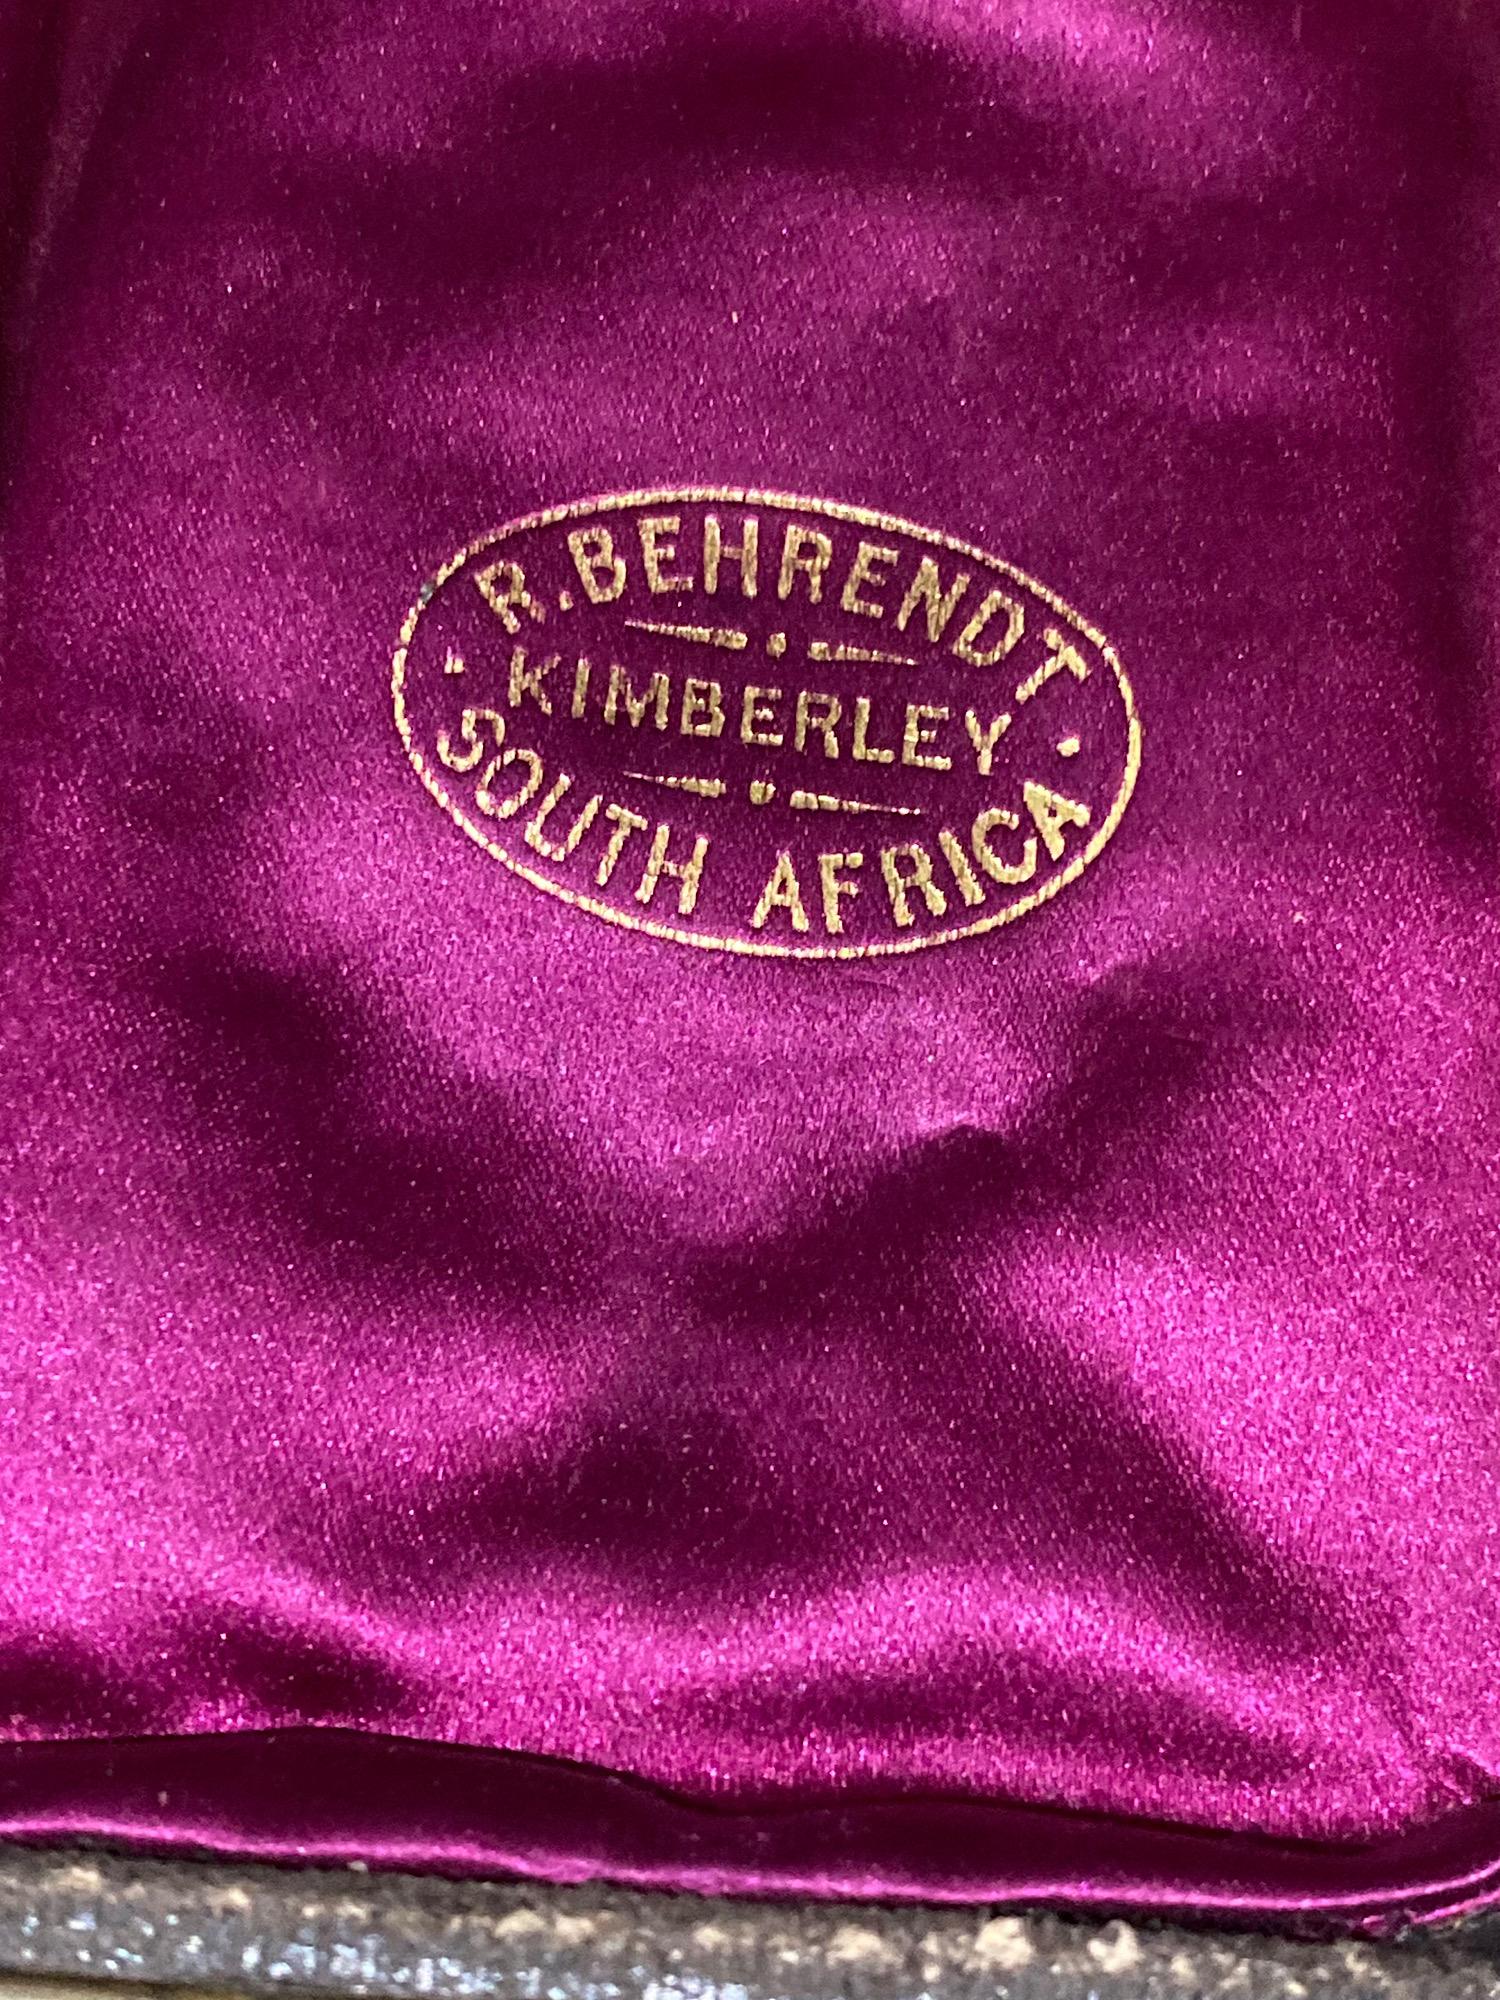 R. BEHRENDT
KIMBERLEY
SOUTH AFRICA